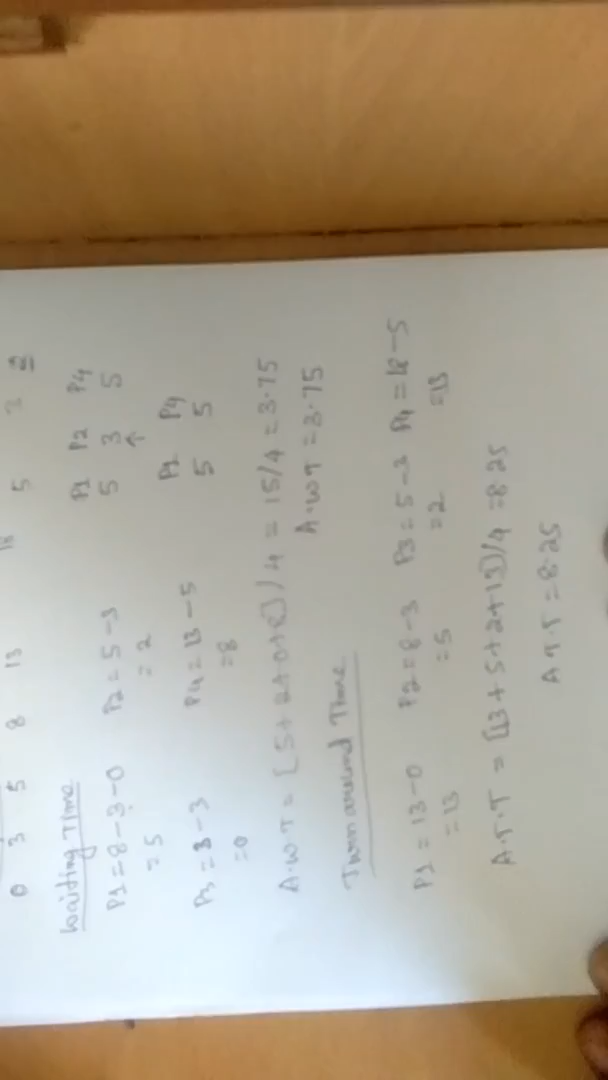 0 3 5 8 13 18 5
Waiting Time
P1 = 8-3-0 P2 = 5-3 P1 P2 P4
= 5 = 2 5 3 5
↑
P3 = 3-3 P4 = 13-5 P1 P4
= 0 = 8 5 5
A.W.T = [5+2+0+8]/4 = 15/4 = 3.75
A.W.T = 3.75
Turn around Time
P1 = 13-0 P2 = 8-3 P3 = 5-3 P4 = 18-5
= 13 = 5 = 2 = 13
A.T.T = [13+5+2+13]/4 = 8.25
A.T.T = 8.25